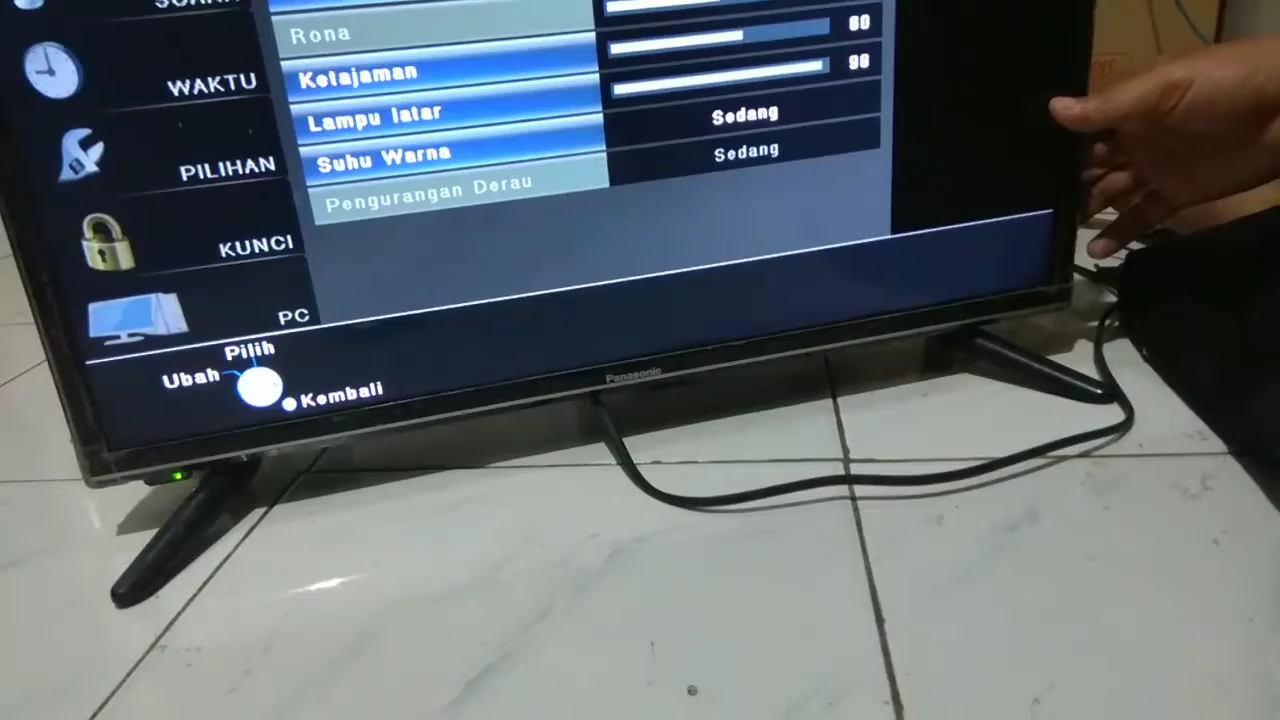 Rona
60
WAKTU
Ketajaman
98
Lampu latar
Sedang
PILIHAN
Suhu Warna
Sedang
Pengurangan Derau
KUNCI
PC
Pilih
Ubah
Kembali
Panasonic